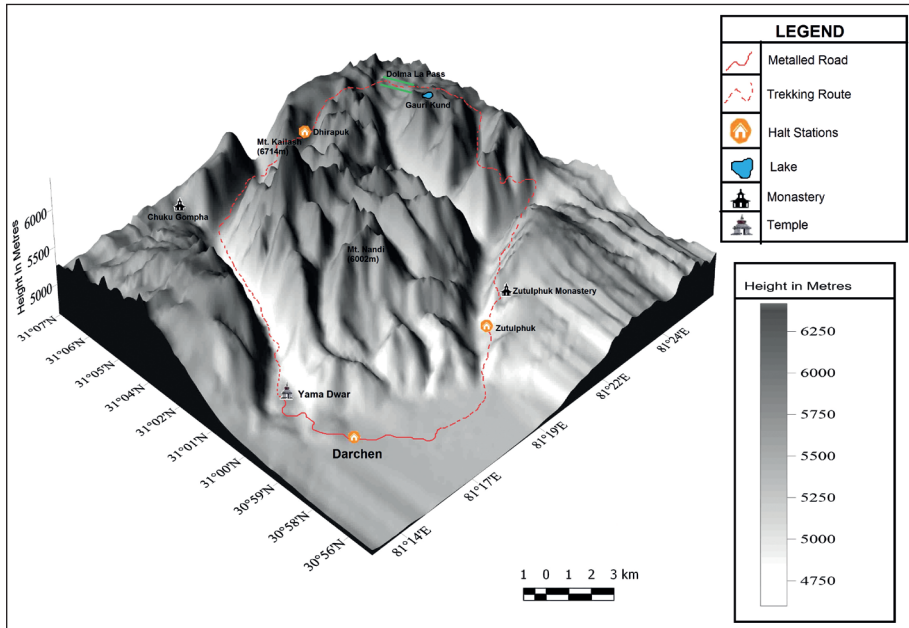 Dolma La Pass
Gauri Kund
Dhirapuk
Mt. Kailash
(6714m)
Chuku Gompha
Mt. Nandi
(6002m)
Zutulphuk Monastery
Zutulphuk
Yama Dwar
Darchen
Height in Metres
6000
5500
5000
31°07'N
31°06'N
31°05'N
31°04'N
31°02'N
31°01'N
31°00'N
30°59'N
30°58'N
30°56'N
81°14'E
81°17'E
81°19'E
81°22'E
81°24'E
1 0 1 2 3 km
LEGEND
Metalled Road
Trekking Route
Halt Stations
Lake
Monastery
Temple
Height in Metres
6250
6000
5750
5500
5250
5000
4750